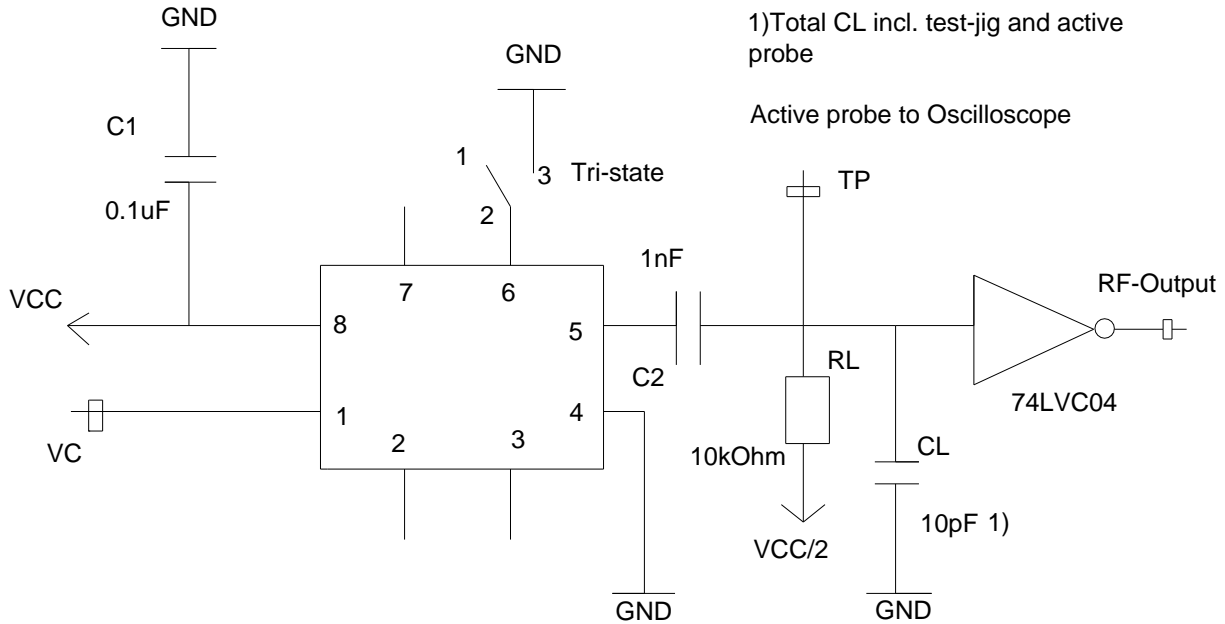 GND
1)Total CL incl. test-jig and active
probe
GND
Active probe to Oscilloscope
C1
1
3
Tri-state
TP
0.1uF
2
1nF
7
6
RF-Output
VCC
8
5
C2
RL
74LVC04
1
4
VC
2
3
10kOhm
CL
10pF 1)
VCC/2
GND
GND